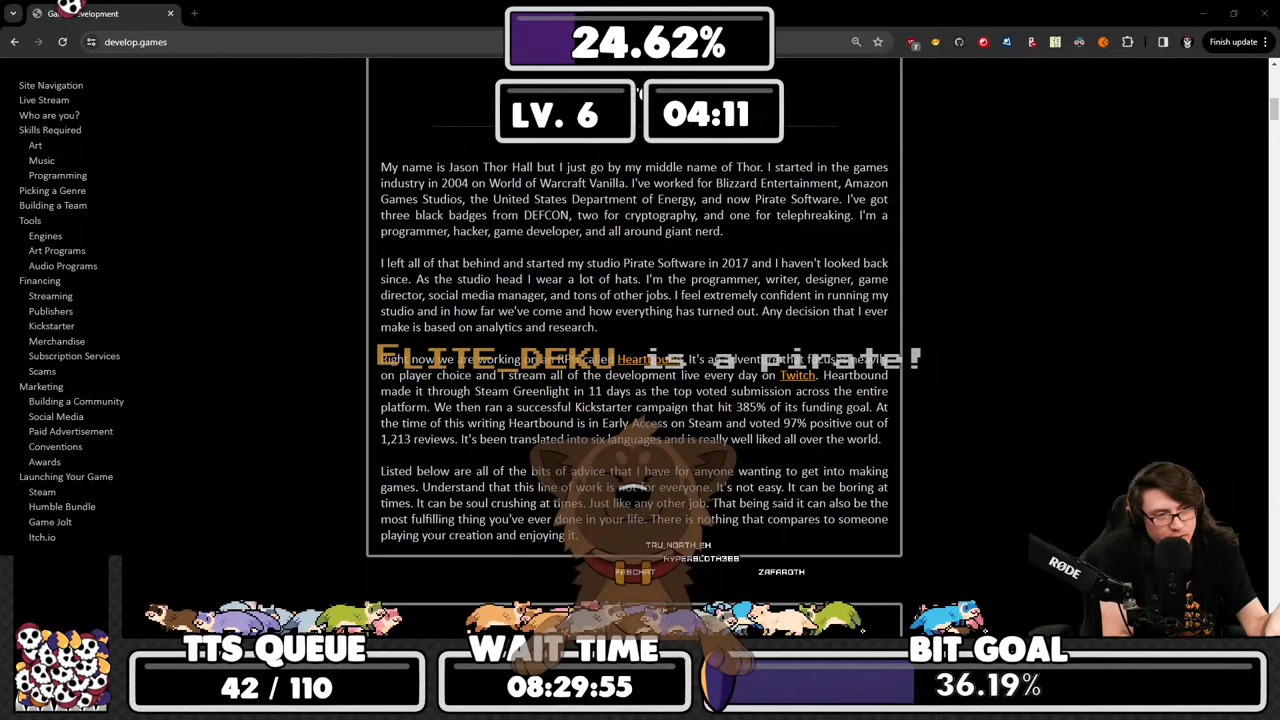 Game Development
develop.games
Finish update
24.62%
LV. 6
04:11
Site Navigation
Live Stream
Who are you?
Skills Required
Art
Music
Programming
Picking a Genre
Building a Team
Tools
Engines
Art Programs
Audio Programs
Financing
Streaming
Publishers
Kickstarter
Merchandise
Subscription Services
Scams
Marketing
Building a Community
Social Media
Paid Advertisement
Conventions
Awards
Launching Your Game
Steam
Humble Bundle
Game Jolt
Itch.io
My name is Jason Thor Hall but I just go by my middle name of Thor. I started in the games
industry in 2004 on World of Warcraft Vanilla. I've worked for Blizzard Entertainment, Amazon
Games Studios, the United States Department of Energy, and now Pirate Software. I've got
three black badges from DEFCON, two for cryptography, and one for telephreaking. I'm a
programmer, hacker, game developer, and all around giant nerd.
I left all of that behind and started my studio Pirate Software in 2017 and I haven't looked back
since. As the studio head I wear a lot of hats. I'm the programmer, writer, designer, game
director, social media manager, and tons of other jobs. I feel extremely confident in running my
studio and in how far we've come and how everything has turned out. Any decision that I ever
make is based on analytics and research.
Right now we are working on an RPG called Heartbound. It's an adventure that focuses heavily
ELITE_DEKU is a pirate!
on player choice and I stream all of the development live every day on Twitch. Heartbound
made it through Steam Greenlight in 11 days as the top voted submission across the entire
platform. We then ran a successful Kickstarter campaign that hit 385% of its funding goal. At
the time of this writing Heartbound is in Early Access on Steam and voted 97% positive out of
1,213 reviews. It's been translated into six languages and is really well liked all over the world.
Listed below are all of the bits of advice that I have for anyone wanting to get into making
games. Understand that this line of work is not for everyone. It's not easy. It can be boring at
times. It can be soul crushing at times. Just like any other job. That being said it can also be the
most fulfilling thing you've ever done in your life. There is nothing that compares to someone
playing your creation and enjoying it.
TRU_NORTH_EH
ZAFAROTH
RØDE
TTS QUEUE
42 / 110
WAIT TIME
08:29:55
BIT GOAL
36.19%